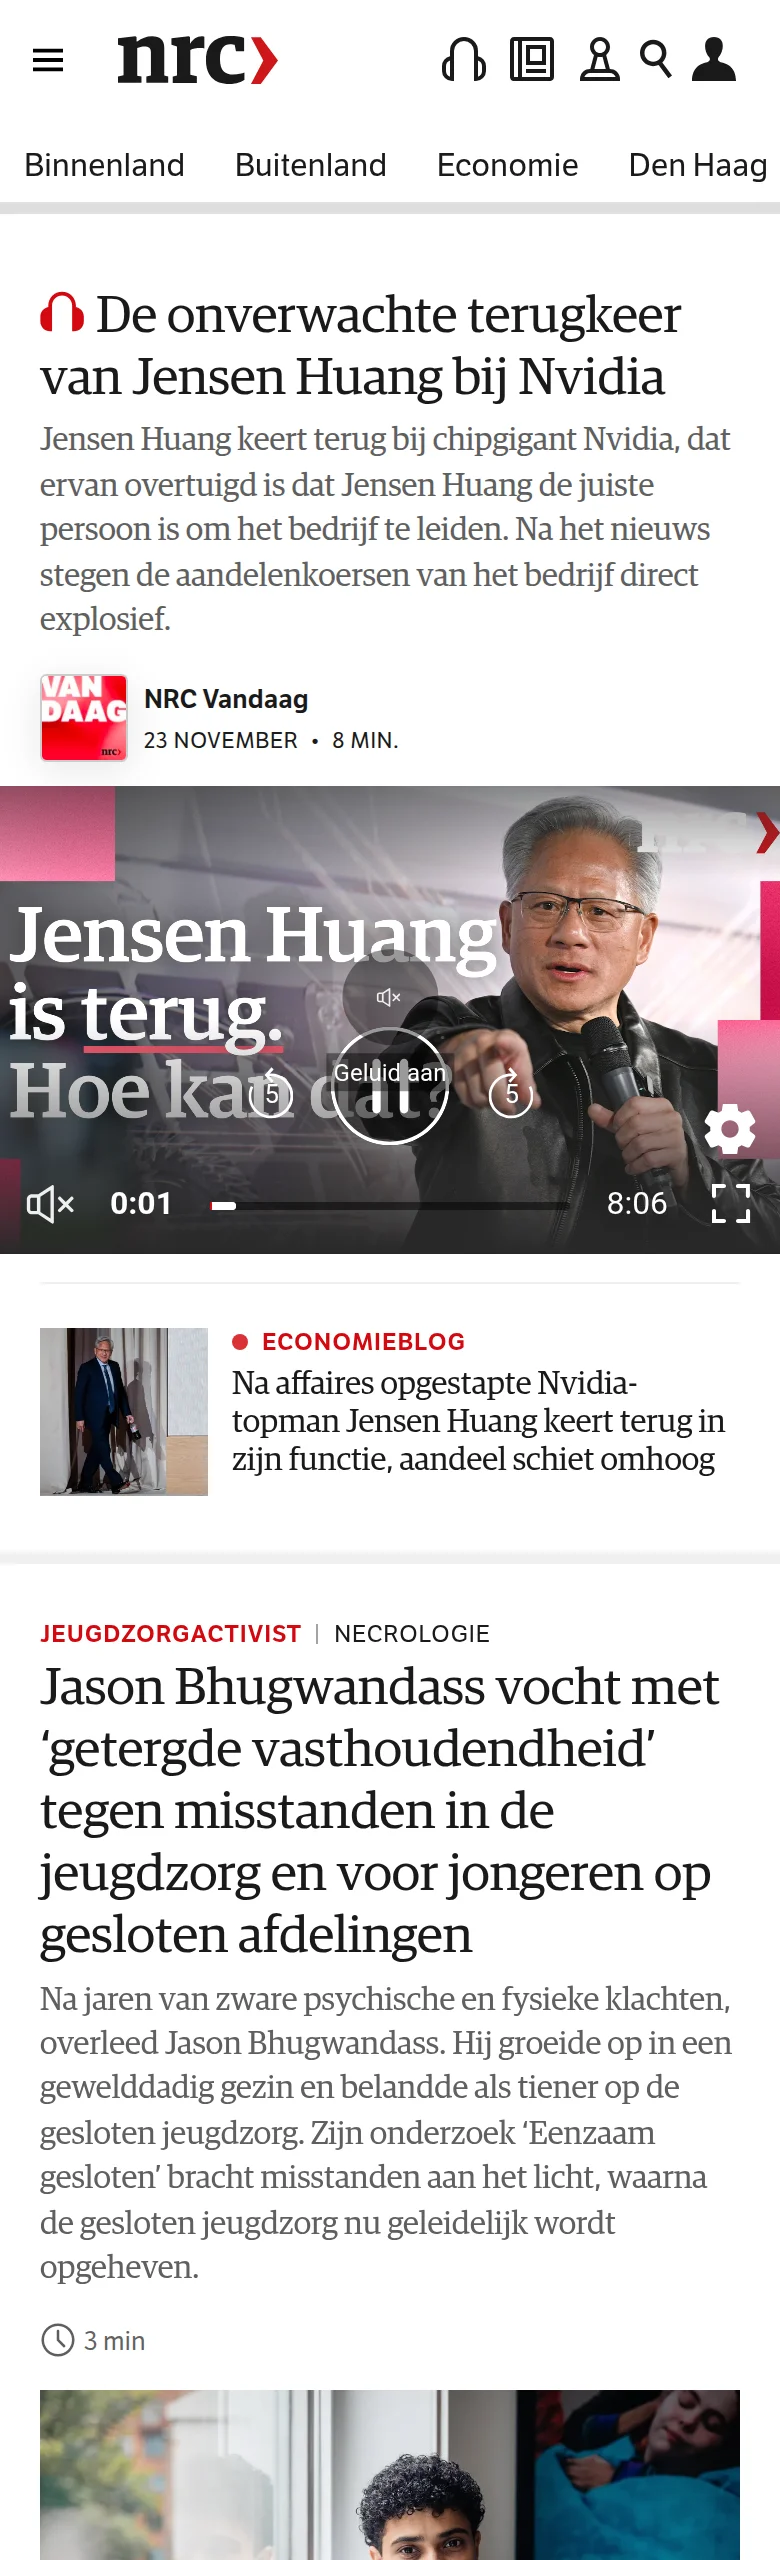 nrc
Binnenland Buitenland Economie Den Haag
De onverwachte terugkeer
van Jensen Huang bij Nvidia
Jensen Huang keert terug bij chipgigant Nvidia, dat
ervan overtuigd is dat Jensen Huang de juiste
persoon is om het bedrijf te leiden. Na het nieuws
stegen de aandelenkoersen van het bedrijf direct
explosief.
VAN
DAAG
nrc
NRC Vandaag
23 NOVEMBER • 8 MIN.
nrc
Jensen Huang
is terug.
Hoe kan dat?
5
Geluid aan
5
0:01
8:06
ECONOMIEBLOG
Na affaires opgestapte Nvidia-
topman Jensen Huang keert terug in
zijn functie, aandeel schiet omhoog
JEUGDZORGACTIVIST | NECROLOGIE
Jason Bhugwandass vocht met
‘getergde vasthoudendheid’
tegen misstanden in de
jeugdzorg en voor jongeren op
gesloten afdelingen
Na jaren van zware psychische en fysieke klachten,
overleed Jason Bhugwandass. Hij groeide op in een
gewelddadig gezin en belandde als tiener op de
gesloten jeugdzorg. Zijn onderzoek ‘Eenzaam
gesloten’ bracht misstanden aan het licht, waarna
de gesloten jeugdzorg nu geleidelijk wordt
opgeheven.
3 min